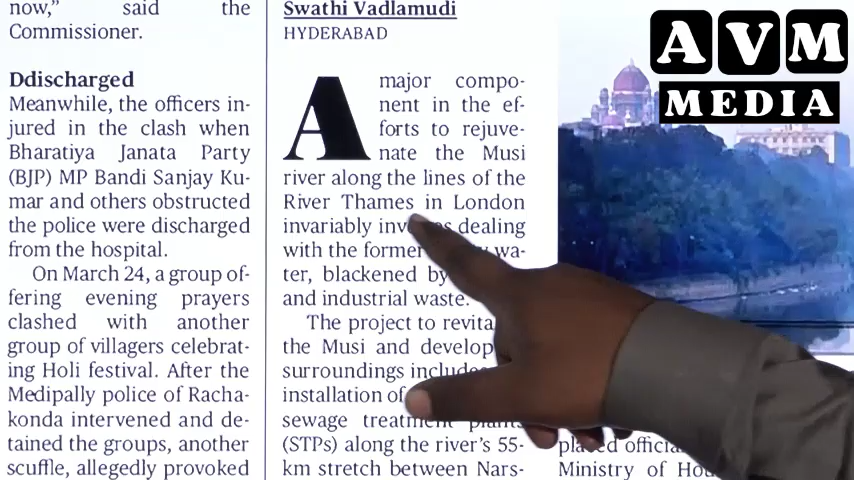 now,” said the
Commissioner.
Ddischarged
Meanwhile, the officers in-
jured in the clash when
Bharatiya Janata Party
(BJP) MP Bandi Sanjay Ku-
mar and others obstructed
the police were discharged
from the hospital.
On March 24, a group of-
fering evening prayers
clashed with another
group of villagers celebrat-
ing Holi festival. After the
Medipally police of Racha-
konda intervened and de-
tained the groups, another
scuffle, allegedly provoked
Swathi Vadlamudi
HYDERABAD
A major compo-
nent in the ef-
forts to rejuve-
nate the Musi
river along the lines of the
River Thames in London
invariably dealing
with the former wa-
ter, blackened by
and industrial waste.
The project to
the Musi and develop
surroundings
installation of
sewage treatment plants
(STPs) along the river’s 55-
km stretch between Nars-
AVM
MEDIA
Ministry of